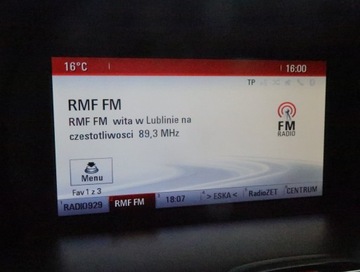 16°C 16:00
TP
RMF FM
RMF FM wita w Lublinie na
czestotliwosci 89,3 MHz
FM
RADIO
Menu
Fav 1 z 3
RADIO929 RMF FM 18:07 > ESKA < RadioZET CENTRUM